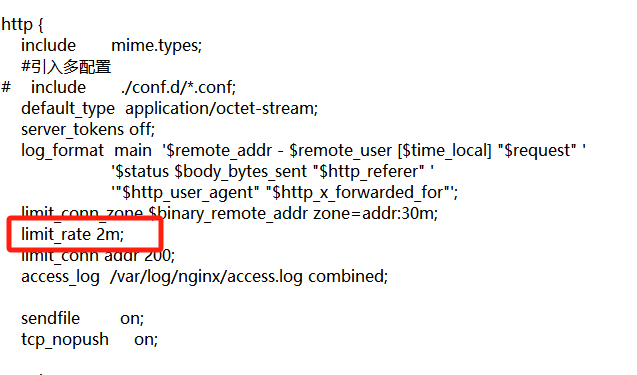 http {
include mime.types;
#引入多配置
# include ./conf.d/*.conf;
default_type application/octet-stream;
server_tokens off;
log_format main '$remote_addr - $remote_user [$time_local] "$request" '
'$status $body_bytes_sent "$http_referer" '
'"$http_user_agent" "$http_x_forwarded_for"';
limit_conn_zone $binary_remote_addr zone=addr:30m;
limit_rate 2m;
limit_conn addr 200;
access_log /var/log/nginx/access.log combined;
sendfile on;
tcp_nopush on;